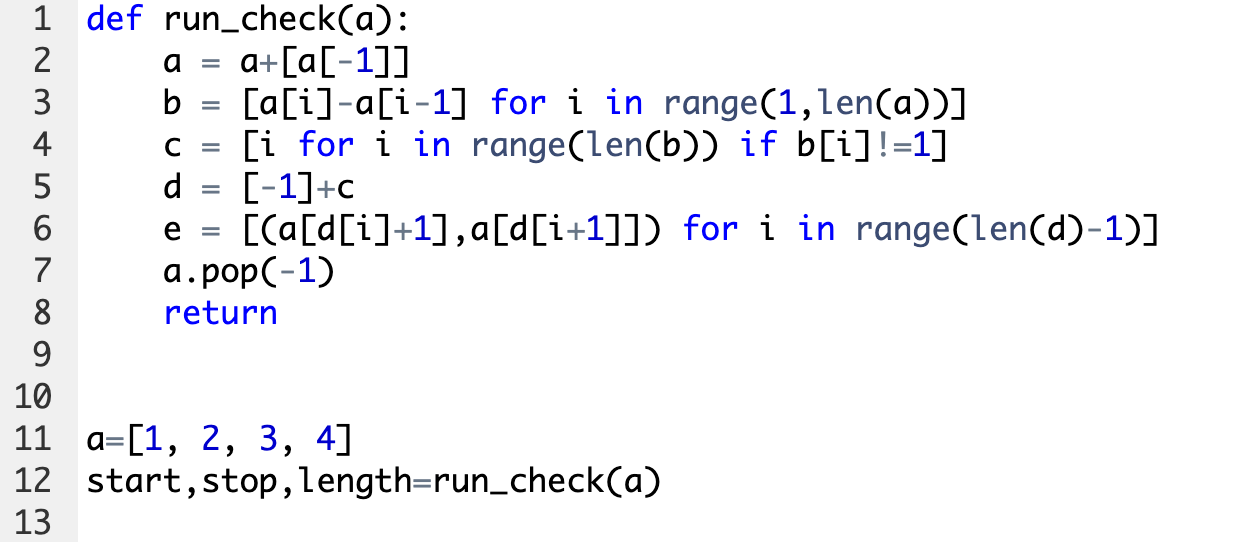 1 def run_check(a):
2     a = a+[a[-1]]
3     b = [a[i]-a[i-1] for i in range(1,len(a))]
4     c = [i for i in range(len(b)) if b[i]!=1]
5     d = [-1]+c
6     e = [(a[d[i]+1],a[d[i+1]]) for i in range(len(d)-1)]
7     a.pop(-1)
8     return
9
10
11 a=[1, 2, 3, 4]
12 start,stop,length=run_check(a)
13